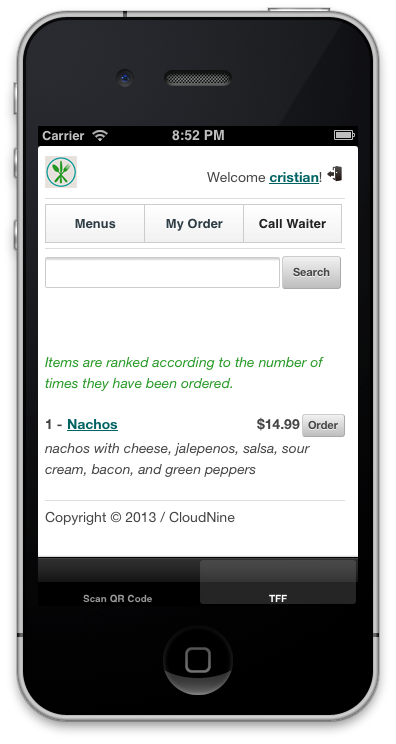 Carrier 8:52 PM
Welcome cristian!
Menus My Order Call Waiter
Search
Items are ranked according to the number of
times they have been ordered.
1 - Nachos $14.99 Order
nachos with cheese, jalepenos, salsa, sour
cream, bacon, and green peppers
Copyright © 2013 / CloudNine
Scan QR Code TFF